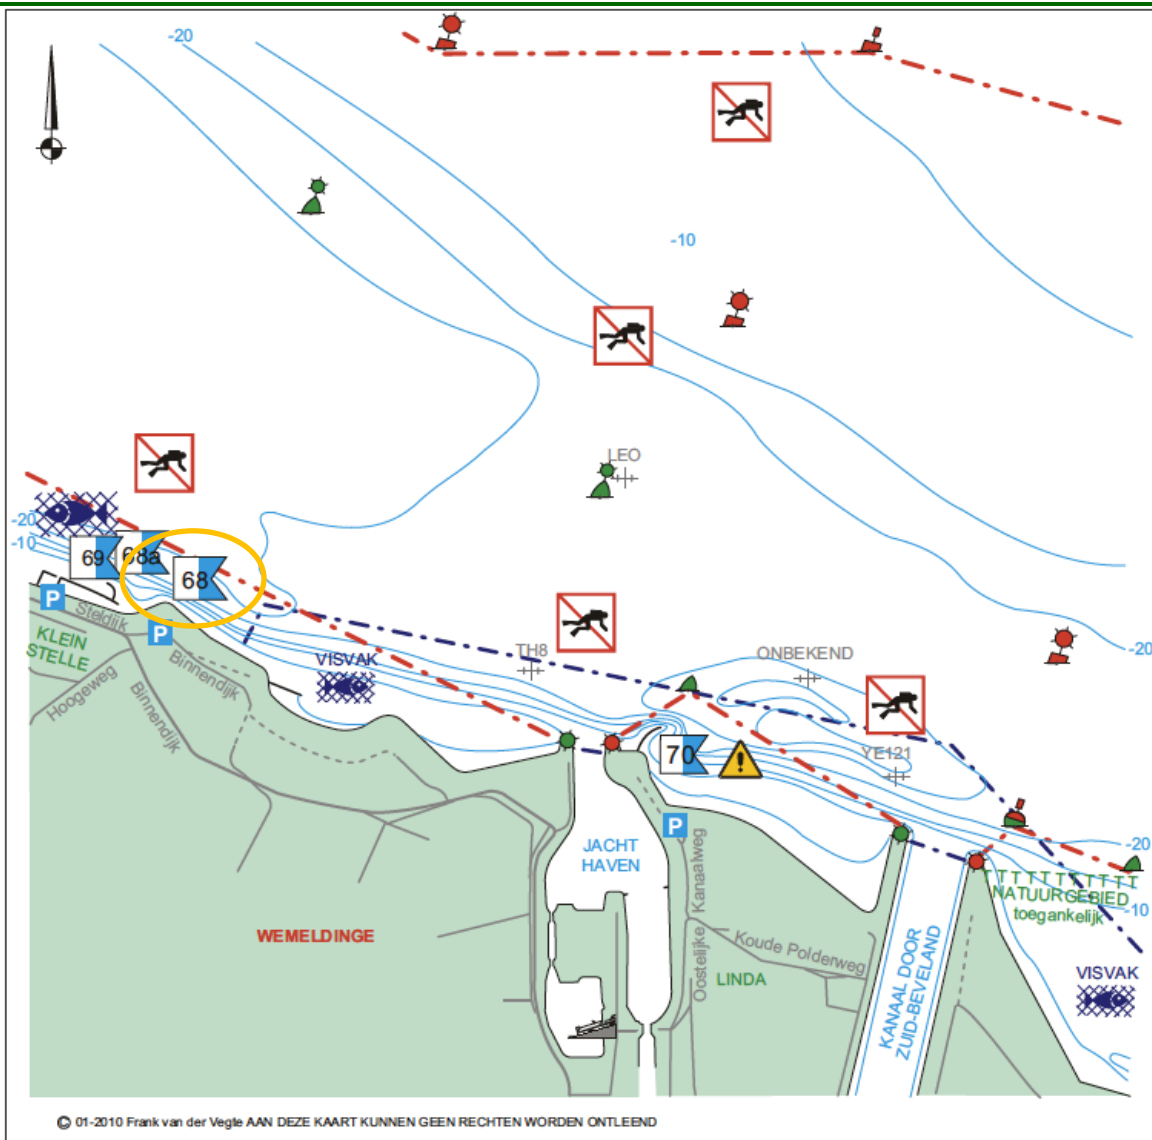 -20
-10
LEO
-20
-10
69
68a
68
P
P
Steldijk
KLEIN
STELLE
Hoogeweg
Binnendijk
Binnendijk
VISVAK
TH8
ONBEKEND
-20
70
!
YE121
P
JACHT
HAVEN
Oostelijke Kanaalweg
-20
TTTTTTTTTTT
NATUURGEBIED
toegankelijk
-10
WEMELDINGE
Koude Polderweg
LINDA
KANAAL DOOR
ZUID-BEVELAND
VISVAK
© 01-2010 Frank van der Vegte AAN DEZE KAART KUNNEN GEEN RECHTEN WORDEN ONTLEEND